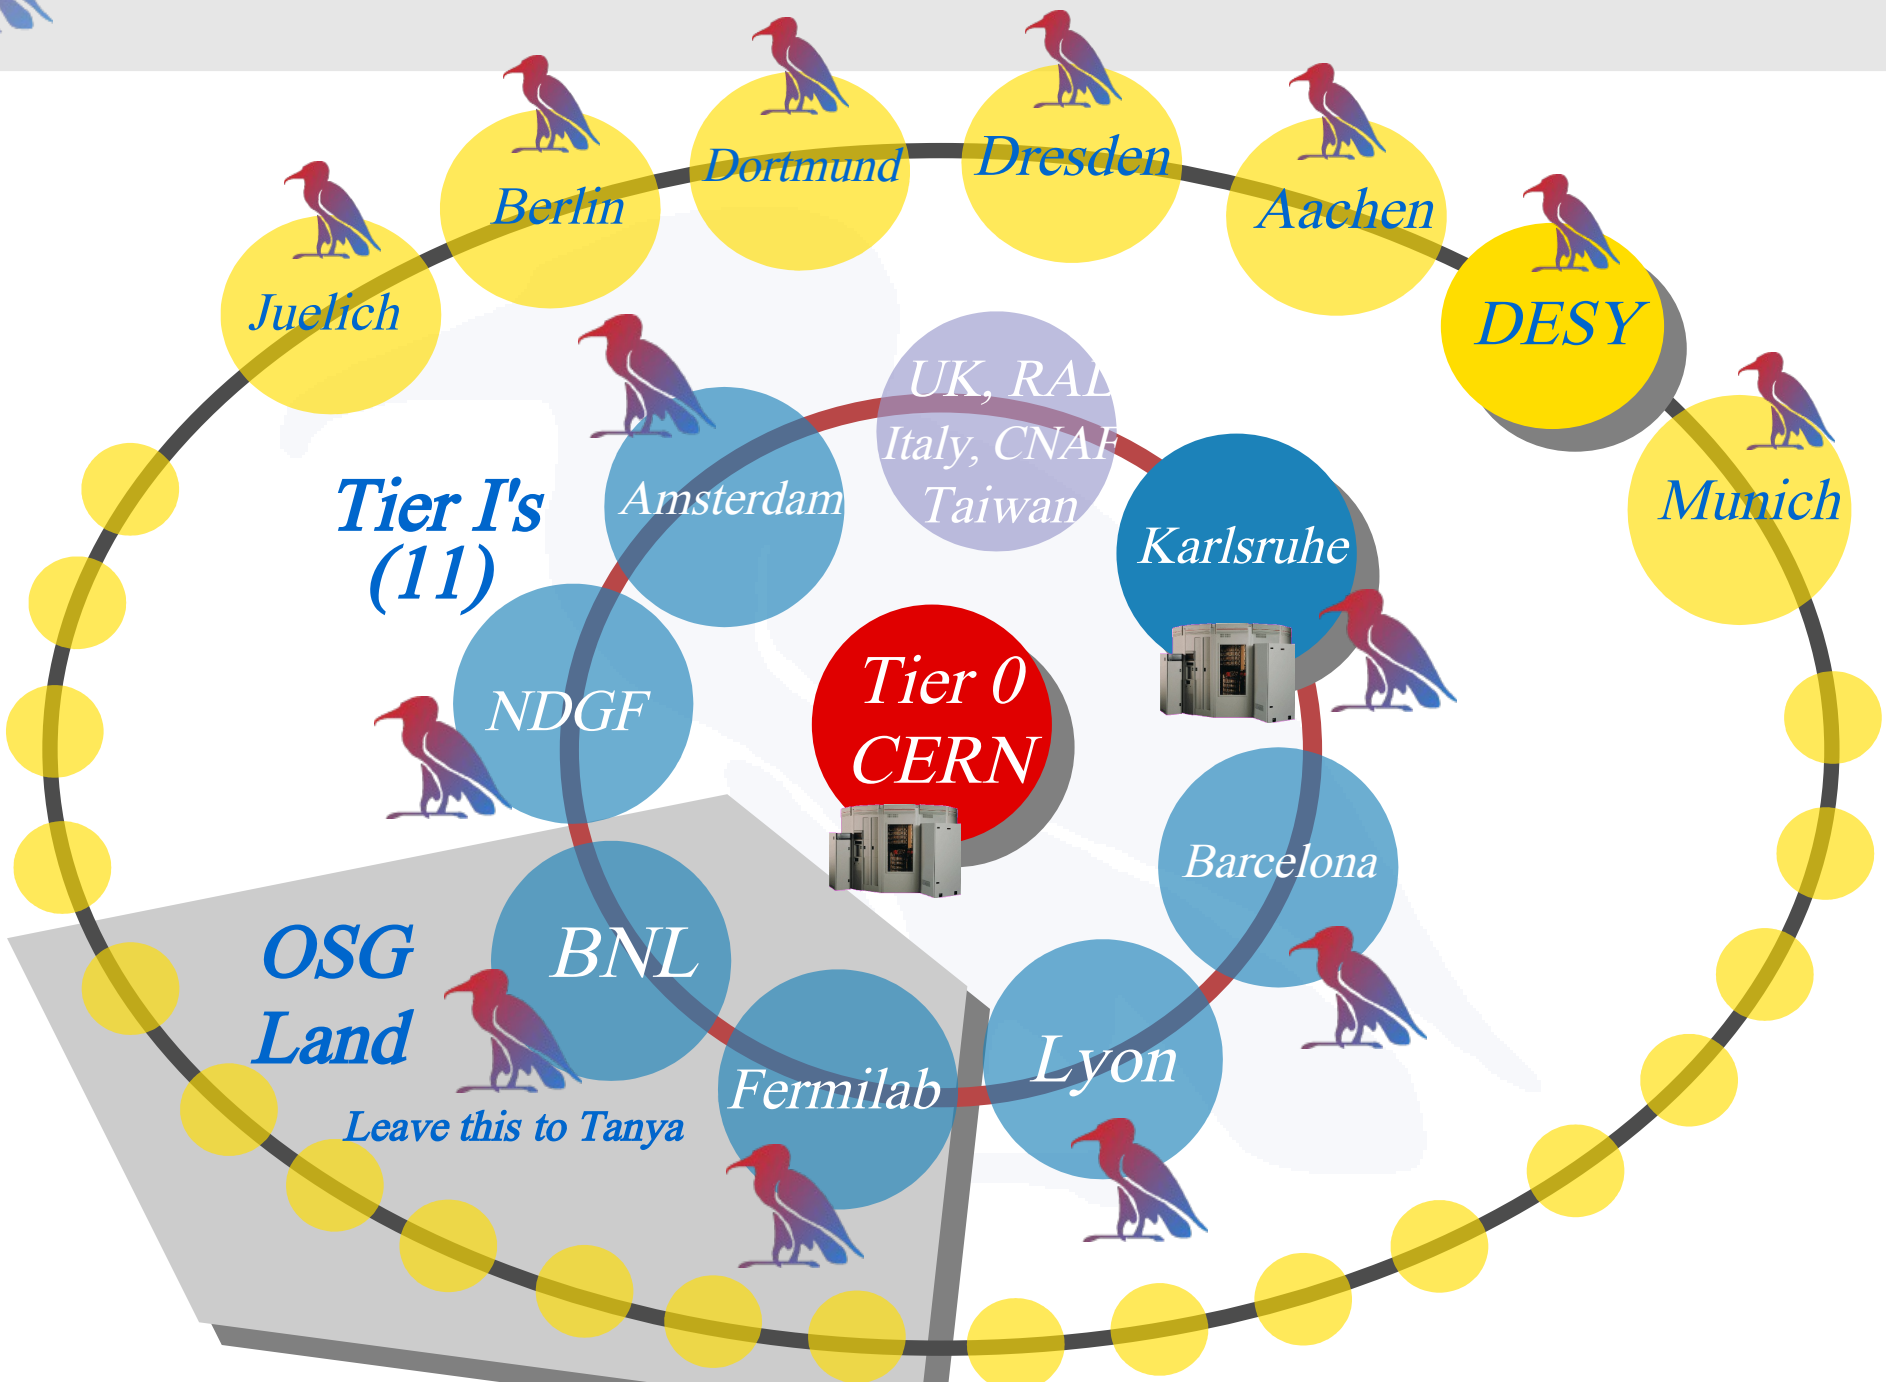 Dortmund
Dresden
Berlin
Aachen
Juelich
DESY
UK, RAL
Italy, CNAF
Taiwan
Tier I's
(11)
Amsterdam
Munich
Karlsruhe
NDGF
Tier 0
CERN
Barcelona
OSG
Land
BNL
Lyon
Fermilab
Leave this to Tanya